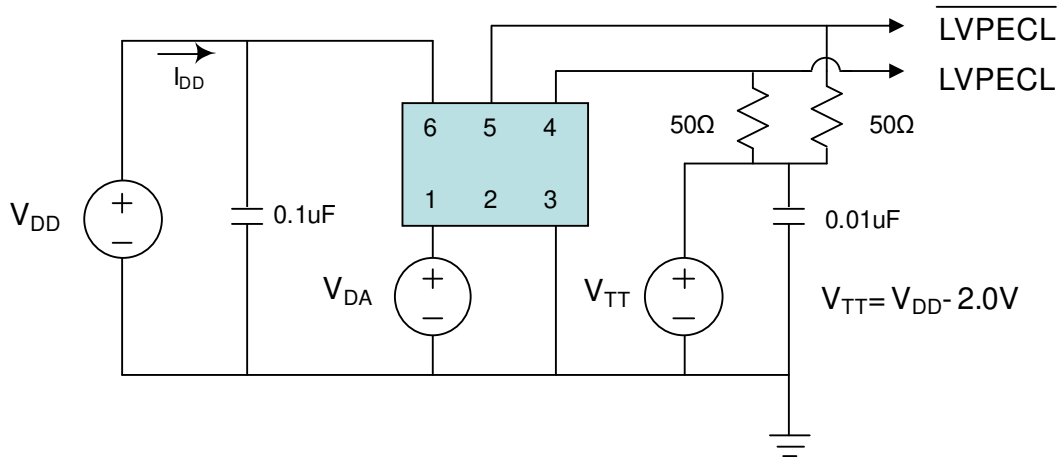 LVPECL
I_DD
LVPECL
6 5 4
50Ω
50Ω
1 2 3
V_DD
0.1uF
0.01uF
V_DA
V_TT
V_TT= V_DD- 2.0V
+
−
+
−
+
−